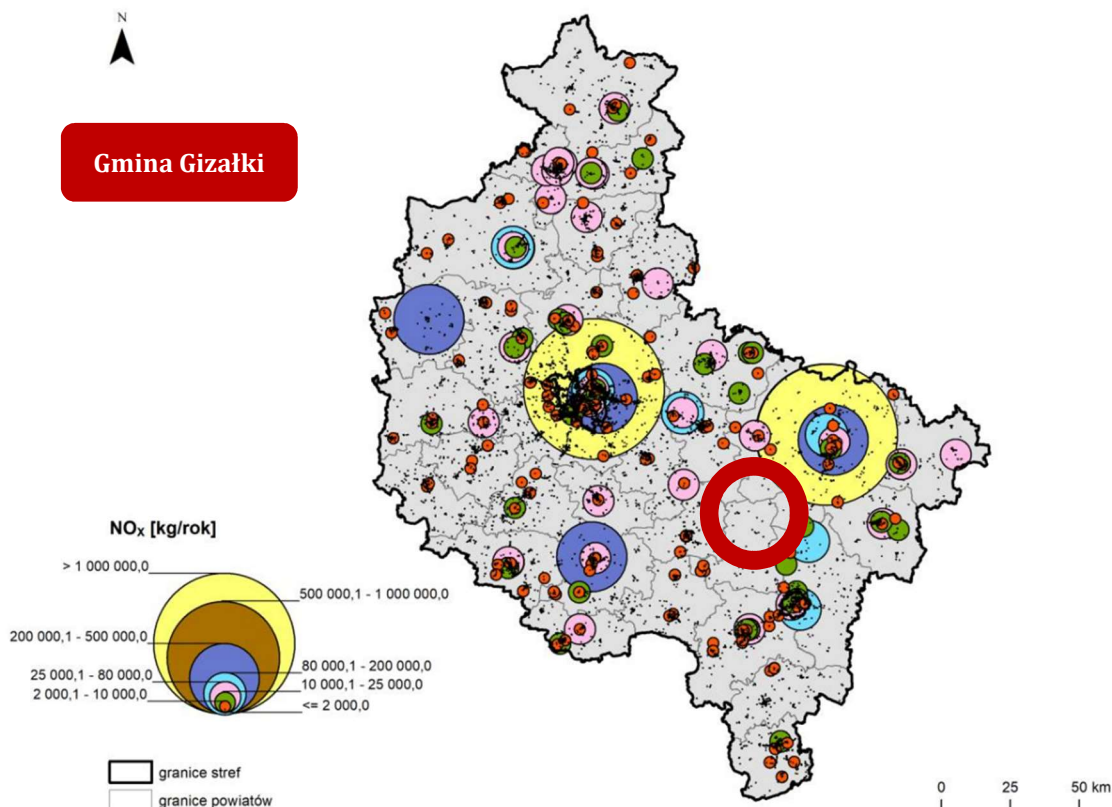 N
Gmina Gizałki
NOX [kg/rok]
> 1 000 000,0
500 000,1 - 1 000 000,0
200 000,1 - 500 000,0
80 000,1 - 200 000,0
25 000,1 - 80 000,0
10 000,1 - 25 000,0
2 000,1 - 10 000,0
<= 2 000,0
granice stref
granice powiatów
0 25 50 km